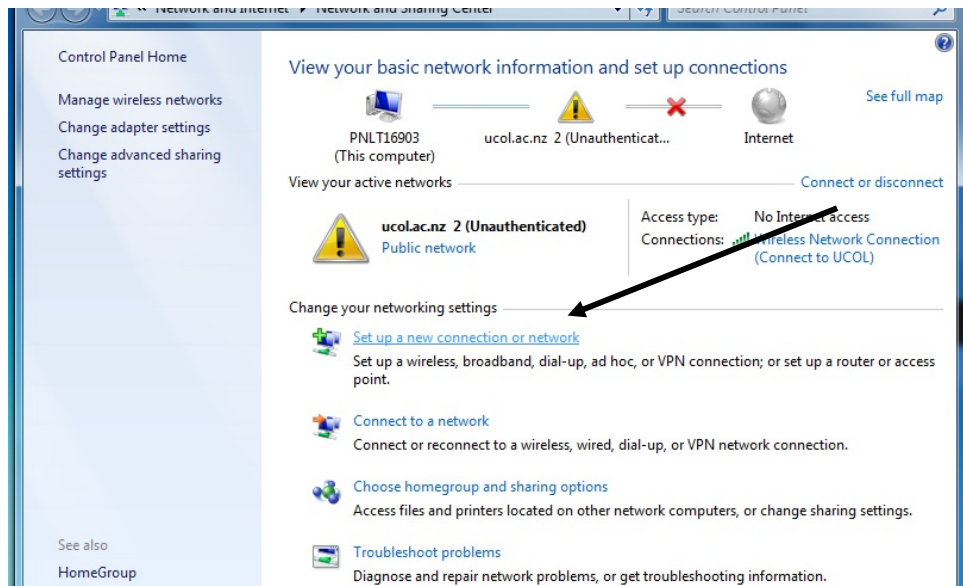 « Network and Internet ▸ Network and Sharing Center
Search Control Panel
Control Panel Home
Manage wireless networks
Change adapter settings
Change advanced sharing
settings
See also
HomeGroup
View your basic network information and set up connections
See full map
PNLT16903
(This computer)
ucol.ac.nz 2 (Unauthenticat...
Internet
View your active networks
Connect or disconnect
ucol.ac.nz 2 (Unauthenticated)
Public network
Access type: No Internet access
Connections: Wireless Network Connection
(Connect to UCOL)
Change your networking settings
Set up a new connection or network
Set up a wireless, broadband, dial-up, ad hoc, or VPN connection; or set up a router or access
point.
Connect to a network
Connect or reconnect to a wireless, wired, dial-up, or VPN network connection.
Choose homegroup and sharing options
Access files and printers located on other network computers, or change sharing settings.
Troubleshoot problems
Diagnose and repair network problems, or get troubleshooting information.